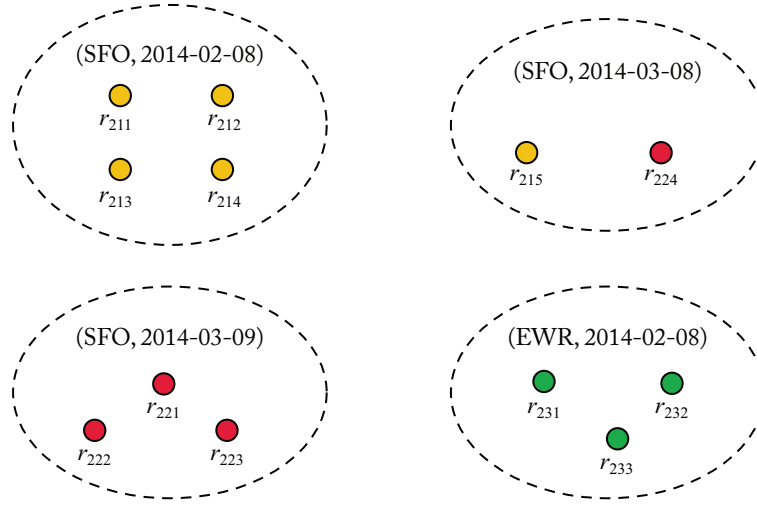 (SFO, 2014-02-08)
r211 r212
r213 r214
(SFO, 2014-03-08)
r215 r224
(SFO, 2014-03-09)
r221
r222 r223
(EWR, 2014-02-08)
r231 r232
r233